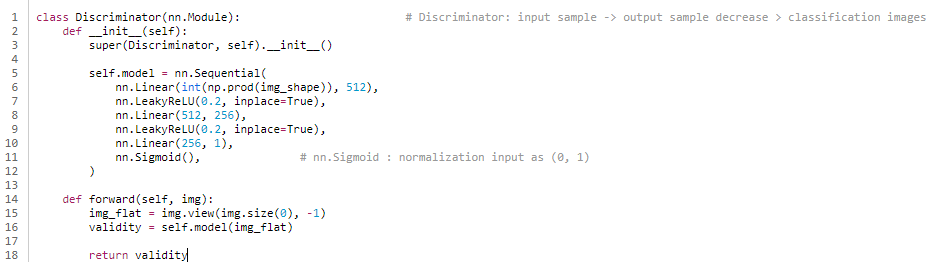 1 class Discriminator(nn.Module):                         # Discriminator: input sample -> output sample decrease > classification images
2     def __init__(self):
3         super(Discriminator, self).__init__()
4
5         self.model = nn.Sequential(
6             nn.Linear(int(np.prod(img_shape)), 512),
7             nn.LeakyReLU(0.2, inplace=True),
8             nn.Linear(512, 256),
9             nn.LeakyReLU(0.2, inplace=True),
10             nn.Linear(256, 1),
11             nn.Sigmoid(),               # nn.Sigmoid : normalization input as (0, 1)
12         )
13
14     def forward(self, img):
15         img_flat = img.view(img.size(0), -1)
16         validity = self.model(img_flat)
17
18         return validity